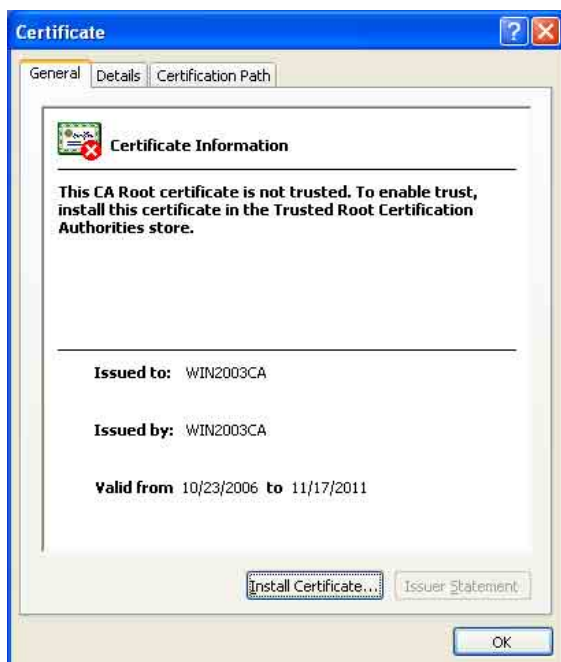 Certificate
General Details Certification Path
Certificate Information
This CA Root certificate is not trusted. To enable trust,
install this certificate in the Trusted Root Certification
Authorities store.
Issued to: WIN2003CA
Issued by: WIN2003CA
Valid from 10/23/2006 to 11/17/2011
Install Certificate... Issuer Statement
OK